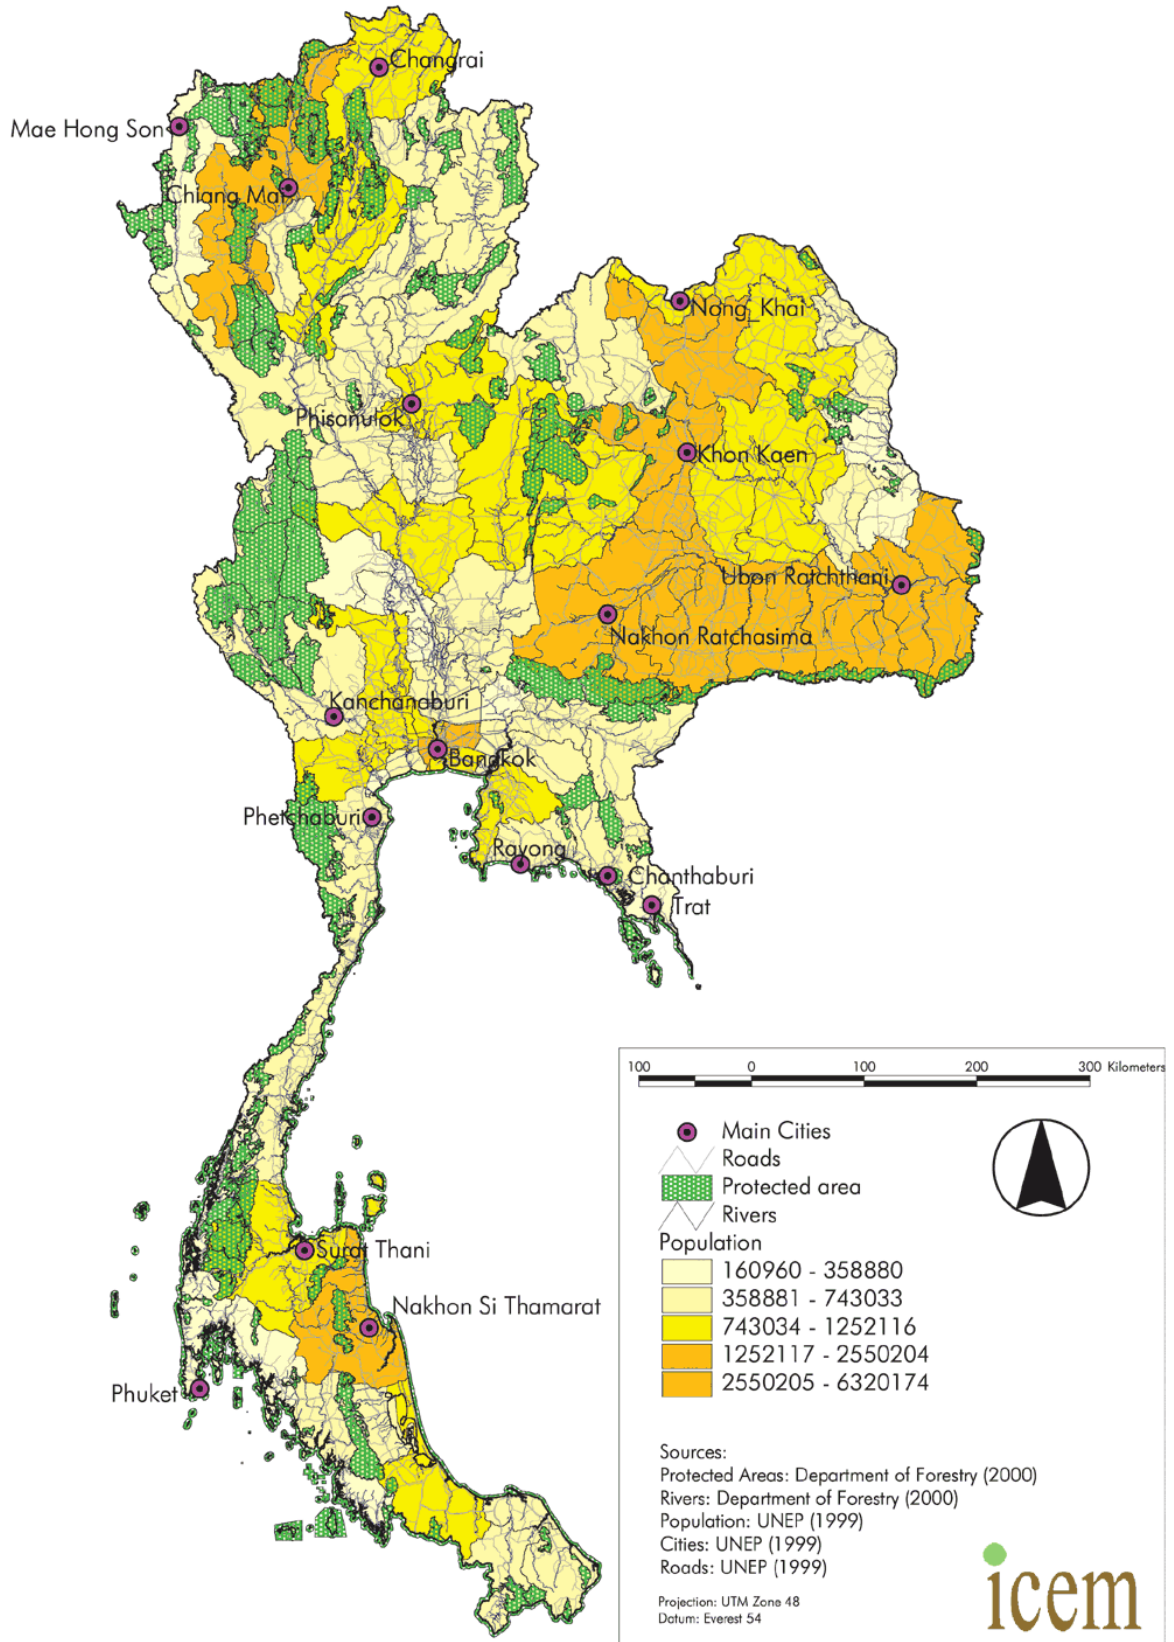 Changrai
Mae Hong Son
Chiang Mai
Nong_Khai
Phisanulok
Khon Kaen
Ubon Ratchthani
Nakhon Ratchasima
Kanchanaburi
Bangkok
Phetchaburi
Rayong
Chanthaburi
Trat
Surat Thani
Nakhon Si Thamarat
Phuket
100 0 100 200 300 Kilometers
Main Cities
Roads
Protected area
Rivers
Population
160960 - 358880
358881 - 743033
743034 - 1252116
1252117 - 2550204
2550205 - 6320174
Sources:
Protected Areas: Department of Forestry (2000)
Rivers: Department of Forestry (2000)
Population: UNEP (1999)
Cities: UNEP (1999)
Roads: UNEP (1999)
Projection: UTM Zone 48
Datum: Everest 54
icem